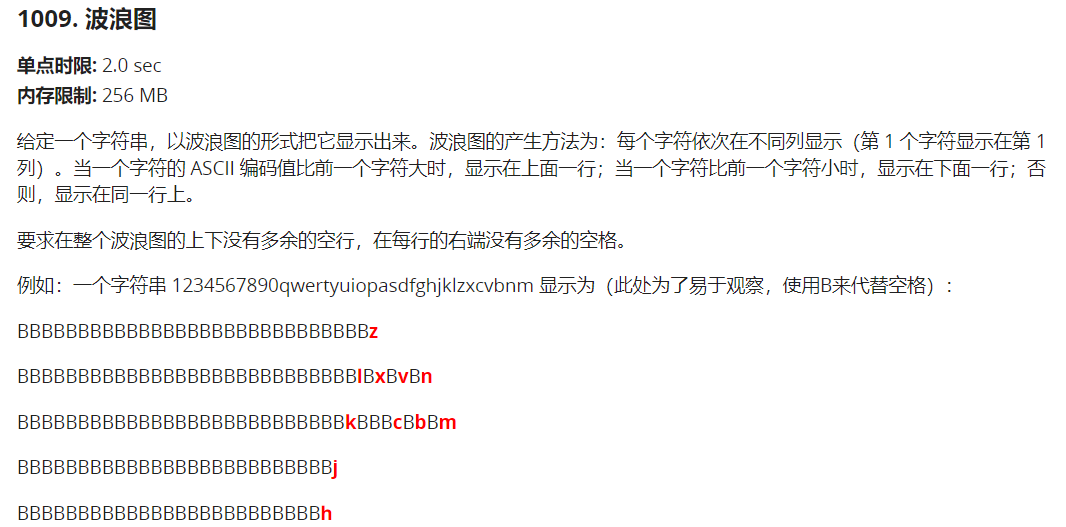 1009. 波浪图
单点时限: 2.0 sec
内存限制: 256 MB
给定一个字符串，以波浪图的形式把它显示出来。波浪图的产生方法为：每个字符依次在不同列显示（第 1 个字符显示在第 1
列）。当一个字符的 ASCII 编码值比前一个字符大时，显示在上面一行；当一个字符比前一个字符小时，显示在下面一行；否
则，显示在同一行上。
要求在整个波浪图的上下没有多余的空行，在每行的右端没有多余的空格。
例如：一个字符串 1234567890qwertyuiopasdfghjklzxcvbnm 显示为（此处为了易于观察，使用B来代替空格）:
BBBBBBBBBBBBBBBBBBBBBBBBBBBBBz
BBBBBBBBBBBBBBBBBBBBBBBBBBBBlBxBvBn
BBBBBBBBBBBBBBBBBBBBBBBBBBBkBBBcBbBm
BBBBBBBBBBBBBBBBBBBBBBBBBBj
BBBBBBBBBBBBBBBBBBBBBBBBBh